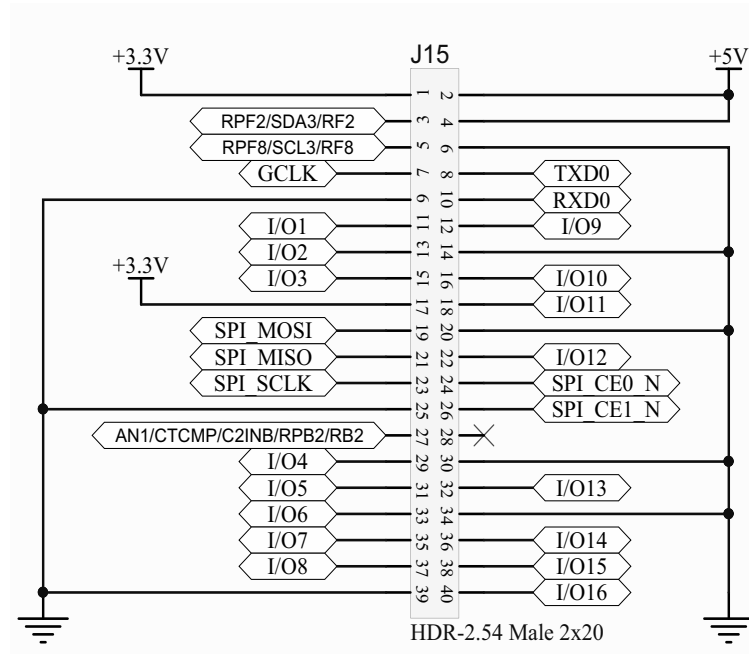 +3.3V J15 +5V
1 2
RPF2/SDA3/RF2 3 4
RPF8/SCL3/RF8 5 6
GCLK 7 8 TXD0
9 10 RXD0
I/O1 11 12 I/O9
I/O2 13 14
+3.3V
I/O3 15 16 I/O10
17 18 I/O11
SPI_MOSI 19 20
SPI_MISO 21 22 I/O12
SPI_SCLK 23 24 SPI_CE0_N
25 26 SPI_CE1_N
AN1/CTCMP/C2INB/RPB2/RB2 27 28
I/O4 29 30
I/O5 31 32 I/O13
I/O6 33 34
I/O7 35 36 I/O14
I/O8 37 38 I/O15
39 40 I/O16
HDR-2.54 Male 2x20